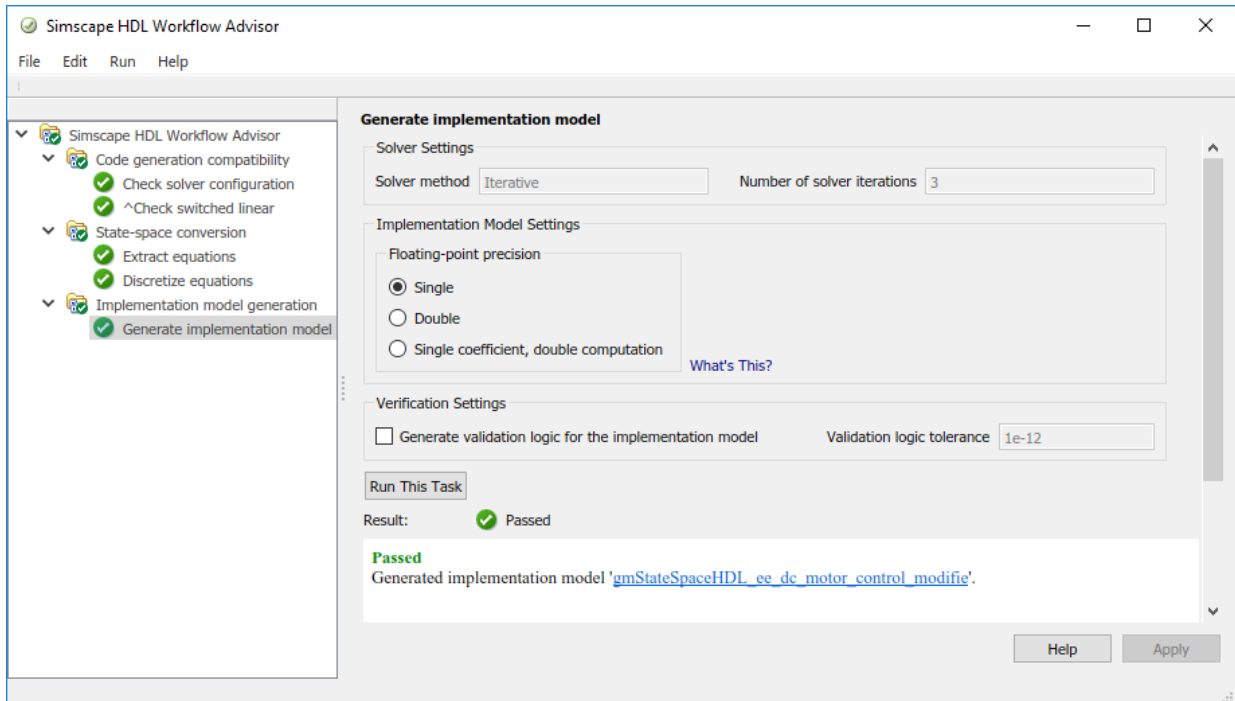 Simscape HDL Workflow Advisor
File Edit Run Help
Simscape HDL Workflow Advisor
Code generation compatibility
Check solver configuration
^Check switched linear
State-space conversion
Extract equations
Discretize equations
Implementation model generation
Generate implementation model
Generate implementation model
Solver Settings
Solver method Iterative Number of solver iterations 3
Implementation Model Settings
Floating-point precision
Single
Double
Single coefficient, double computation
What's This?
Verification Settings
Generate validation logic for the implementation model Validation logic tolerance 1e-12
Run This Task
Result: Passed
Passed
Generated implementation model 'gmStateSpaceHDL_ee_dc_motor_control_modifie'.
Help Apply